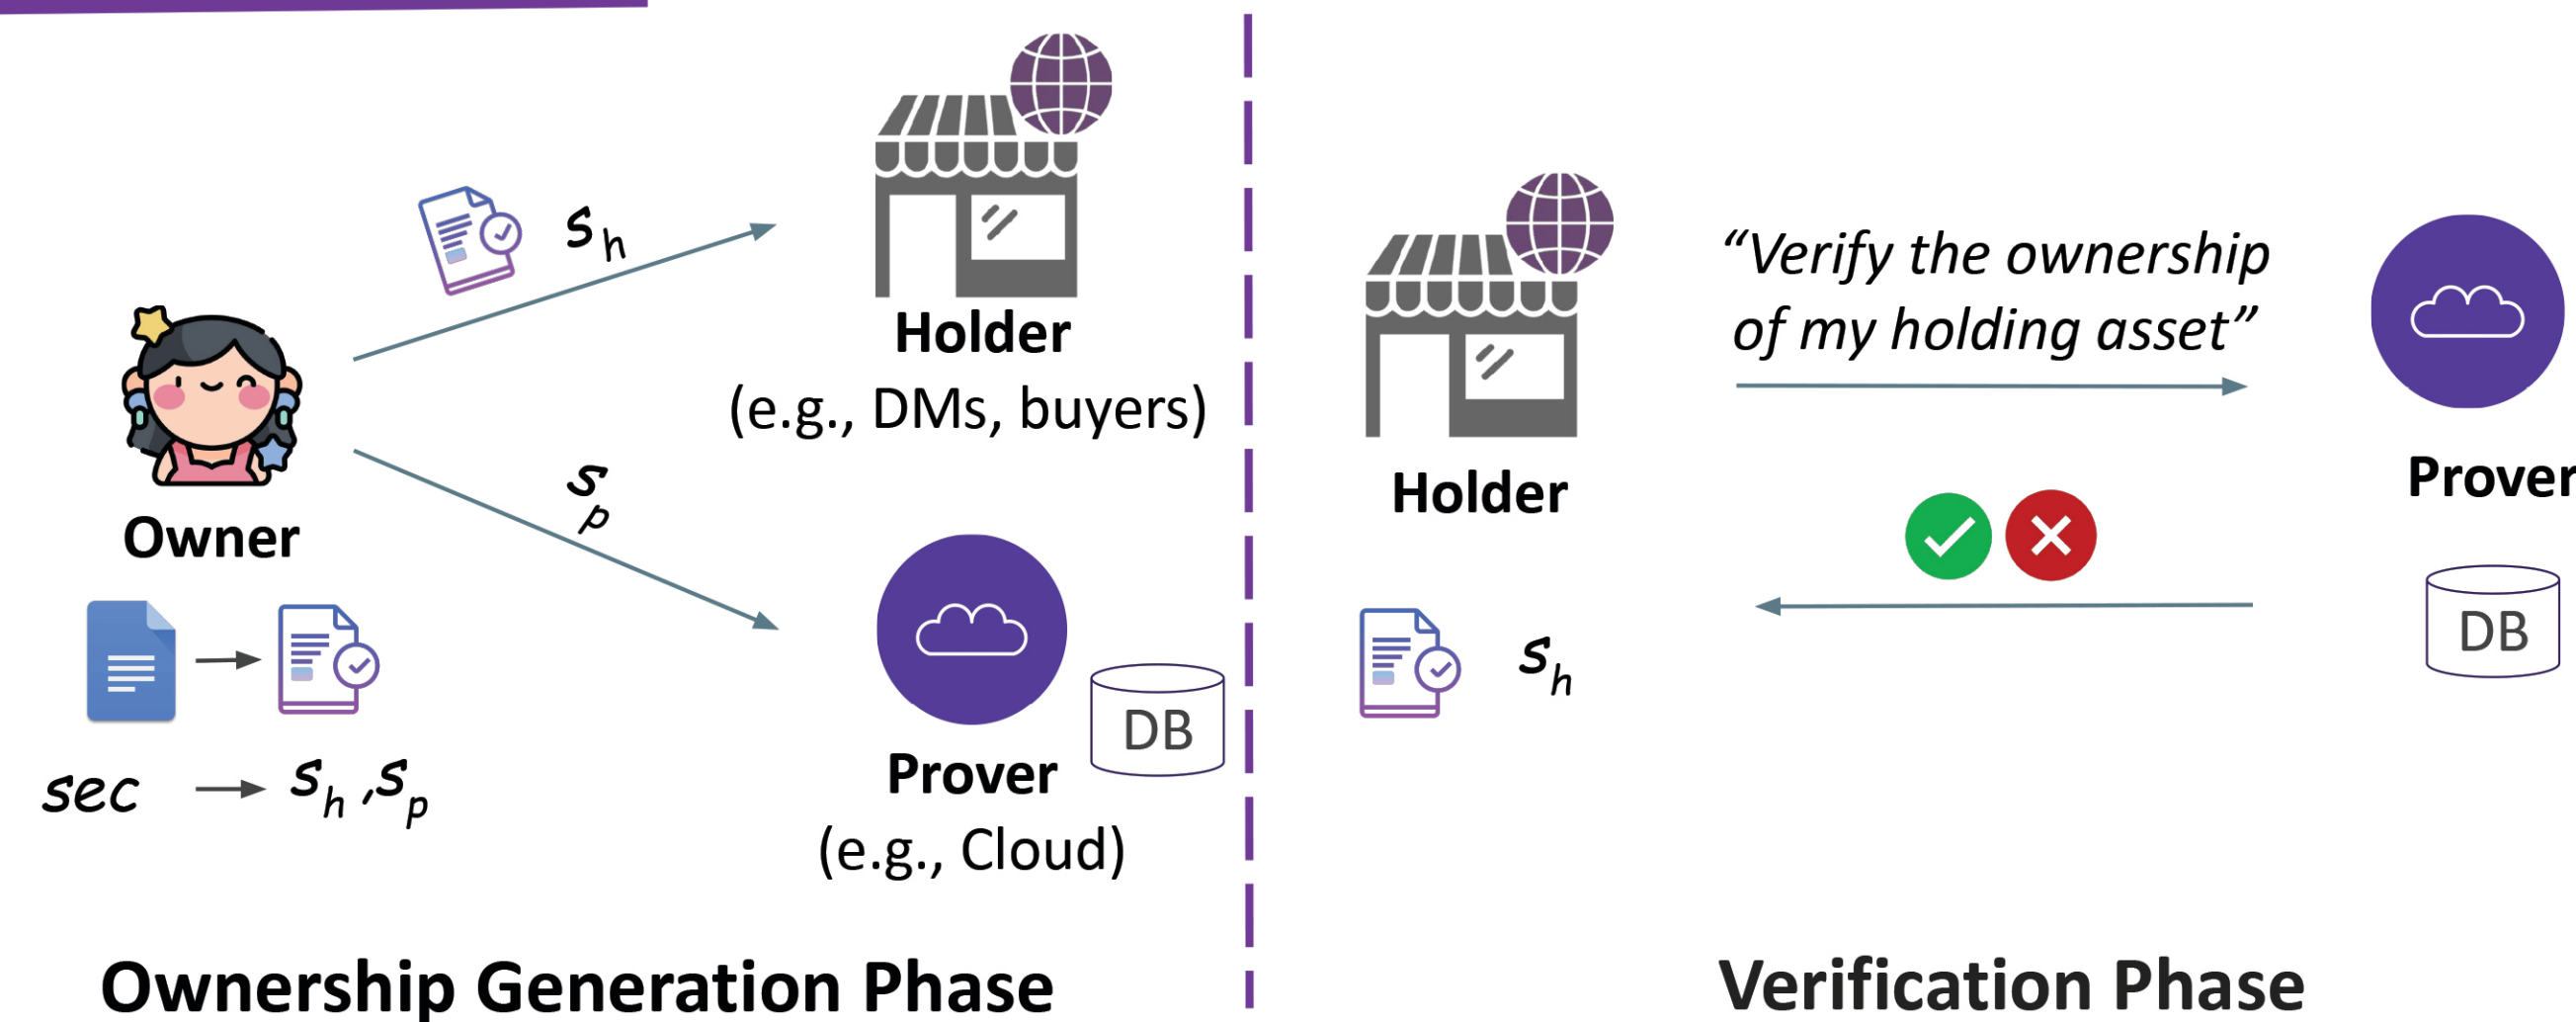 s_h
Holder
(e.g., DMs, buyers)
Owner
s_p
sec → s_h, s_p
DB
Prover
(e.g., Cloud)
Ownership Generation Phase
Holder
s_h
“Verify the ownership
of my holding asset”
Prover
DB
Verification Phase